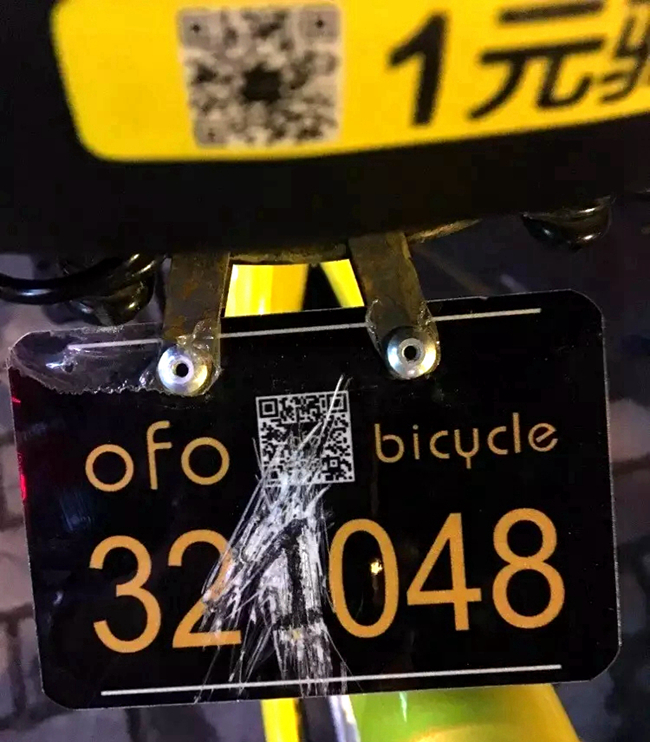 1元
ofo bicycle
32 048